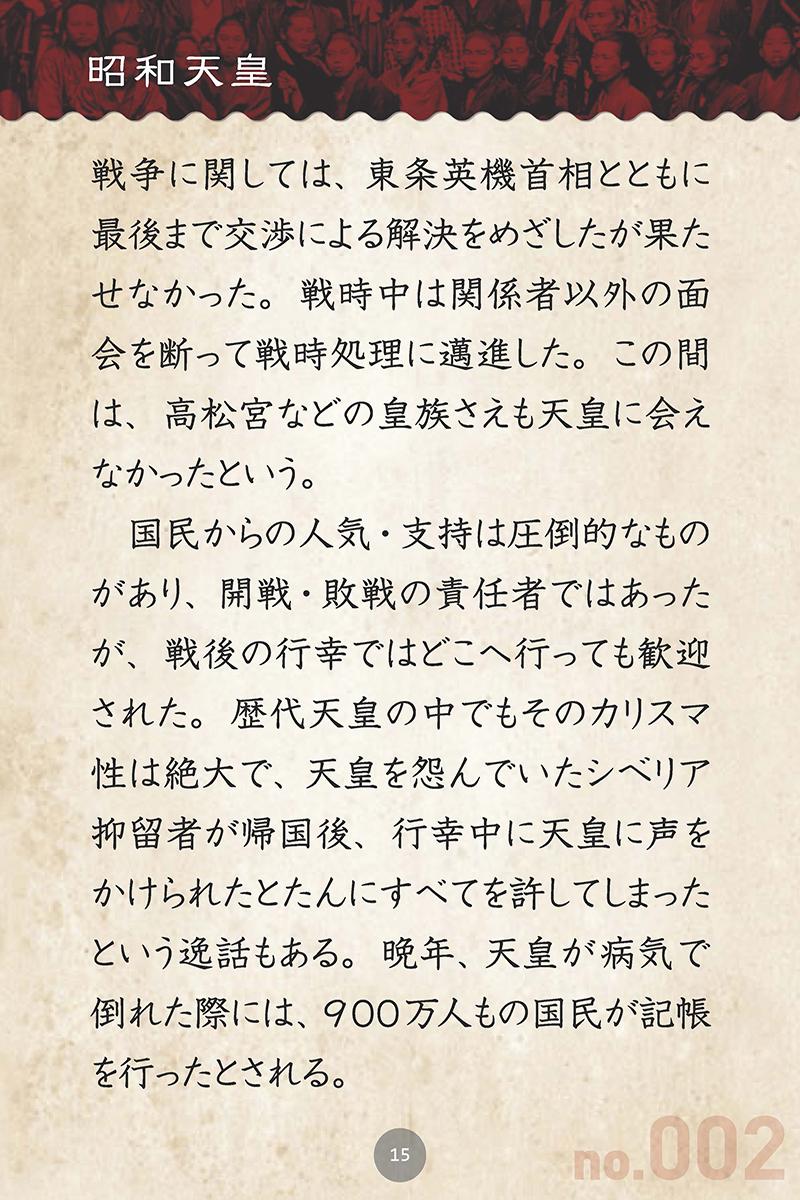 昭和天皇
戦争に関しては、東条英機首相とともに
最後まで交渉による解決をめざしたが果た
せなかった。戦時中は関係者以外の面
会を断って戦時処理に邁進した。この間
は、高松宮などの皇族さえも天皇に会え
なかったという。
　国民からの人気・支持は圧倒的なもの
があり、開戦・敗戦の責任者ではあった
が、戦後の行幸ではどこへ行っても歓迎
された。歴代天皇の中でもそのカリスマ
性は絶大で、天皇を怨んでいたシベリア
抑留者が帰国後、行幸中に天皇に声を
かけられたとたんにすべてを許してしまった
という逸話もある。晩年、天皇が病気で
倒れた際には、900万人もの国民が記帳
を行ったとされる。
15
no.002